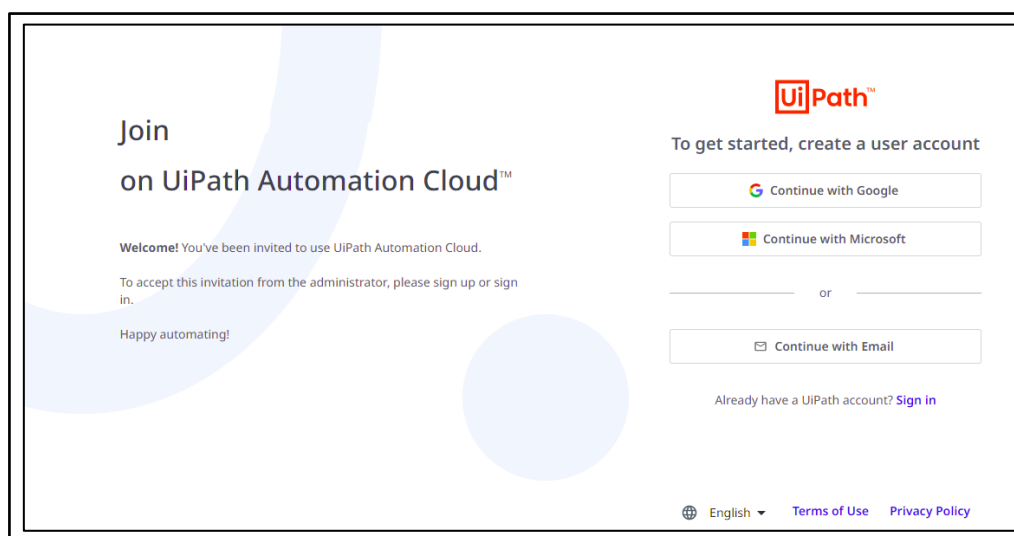 Join
on UiPath Automation Cloud™
Welcome! You've been invited to use UiPath Automation Cloud.
To accept this invitation from the administrator, please sign up or sign
in.
Happy automating!
UiPath™
To get started, create a user account
Continue with Google
Continue with Microsoft
or
Continue with Email
Already have a UiPath account? Sign in
English Terms of Use Privacy Policy